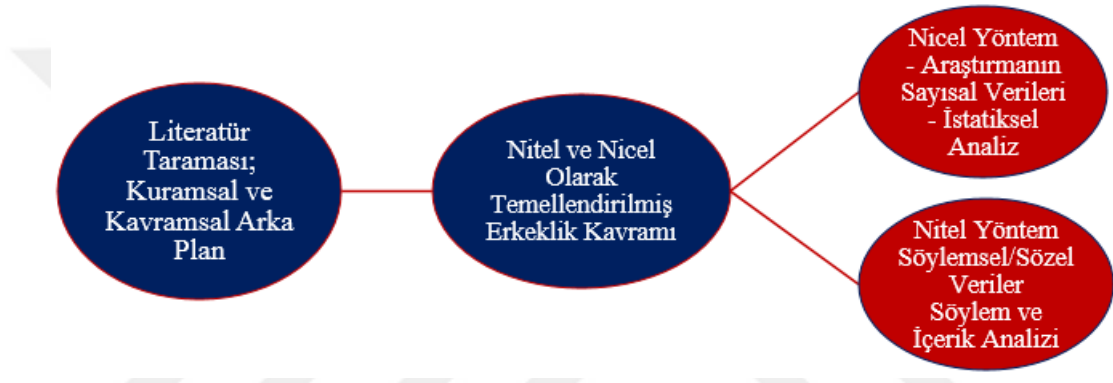 Literatür
Taraması;
Kuramsal ve
Kavramsal Arka
Plan
Nitel ve Nicel
Olarak
Temellendirilmiş
Erkeklik Kavramı
Nicel Yöntem
- Araştırmanın
Sayısal Verileri
- İstatiksel
Analiz
Nitel Yöntem
Söylemsel/Sözel
Veriler
Söylem ve
İçerik Analizi